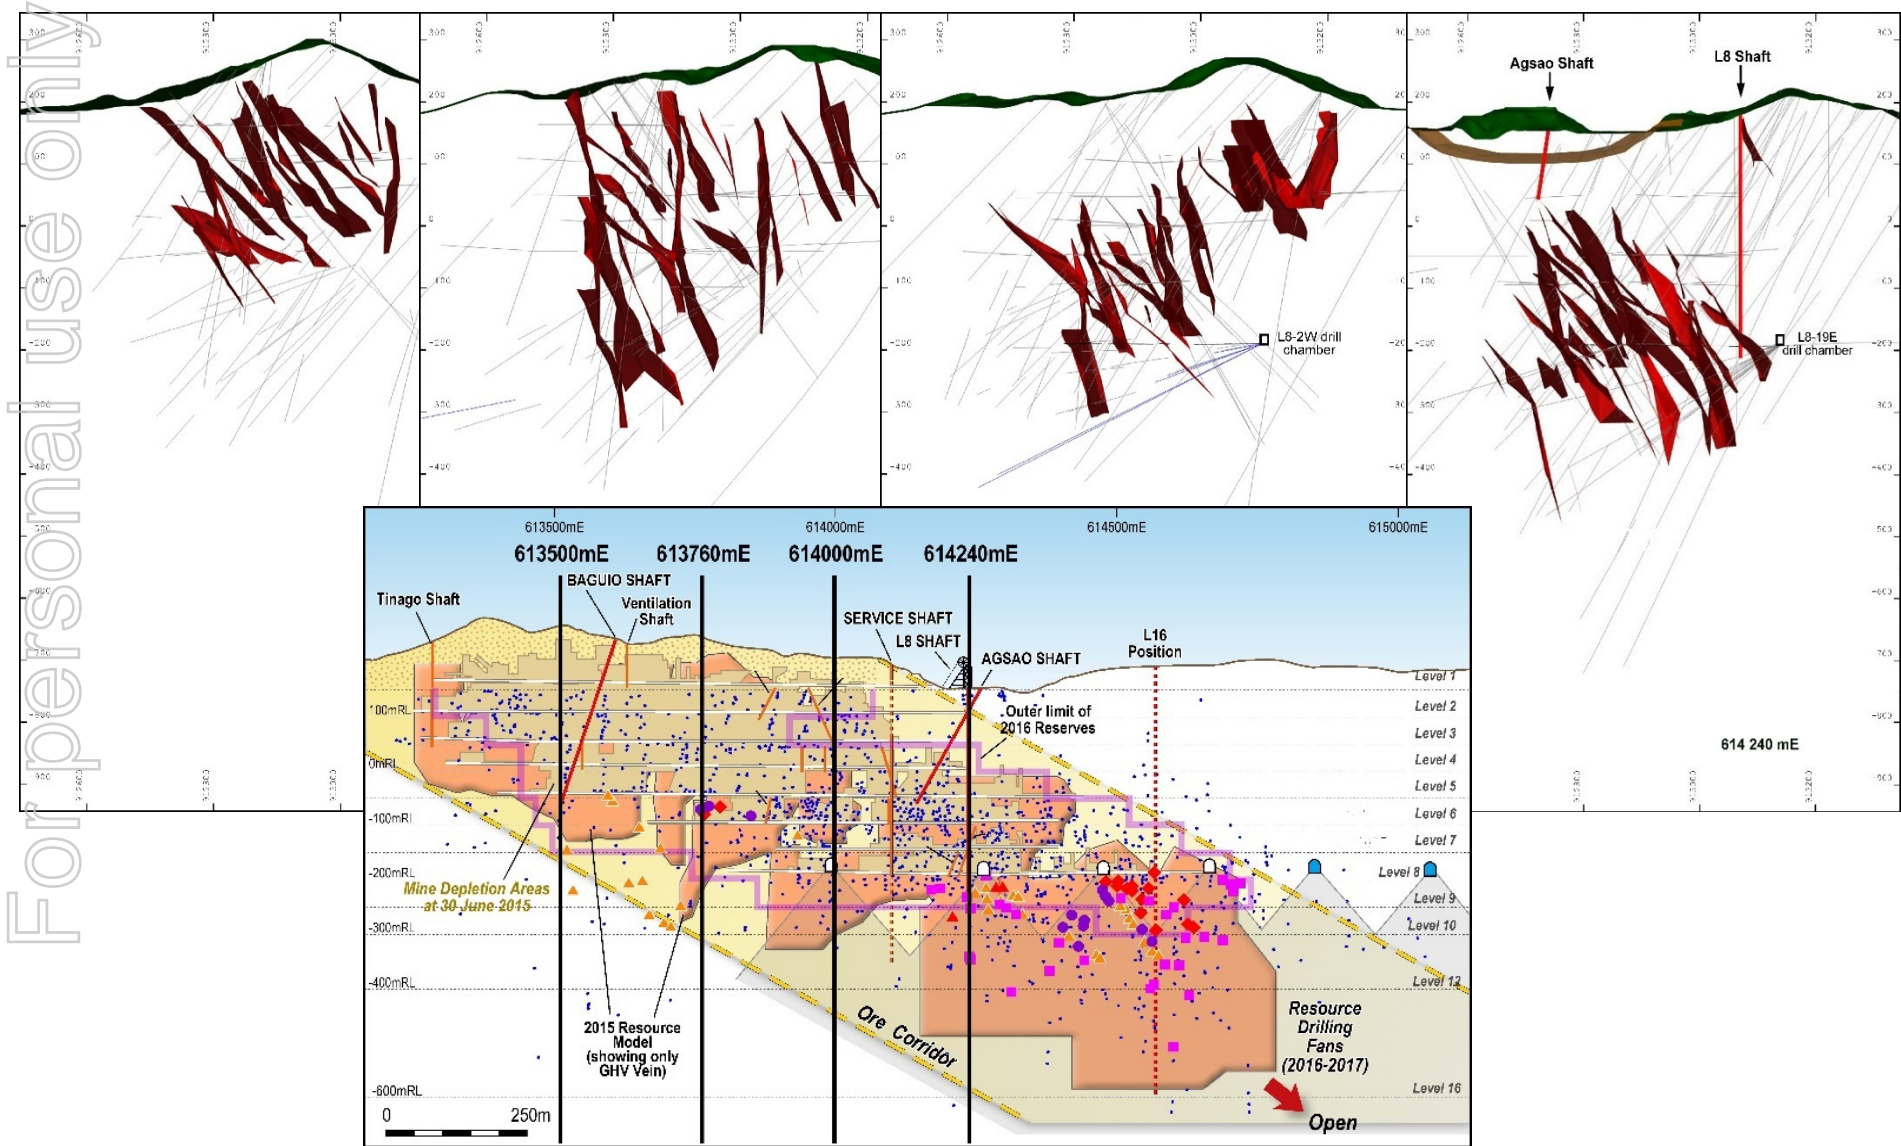 For personal use only
Agsao Shaft
L8 Shaft
L8-2W drill
chamber
L8-19E
drill chamber
614 240 mE
613500mE
614000mE
614500mE
615000mE
613500mE
613760mE
614000mE
614240mE
BAGUIO SHAFT
Tinago Shaft
Ventilation
Shaft
SERVICE SHAFT
L8 SHAFT
AGSAO SHAFT
L16
Position
Outer limit of
2016 Reserves
Level 1
Level 2
Level 3
Level 4
Level 5
Level 6
Level 7
Level 8
Level 9
Level 10
Level 12
Level 16
100mRL
0mRL
-100mRL
-200mRL
-300mRL
-400mRL
-600mRL
Mine Depletion Areas
at 30 June 2015
2015 Resource
Model
(showing only
GHV Vein)
Ore Corridor
Resource
Drilling
Fans
(2016-2017)
Open
0
250m